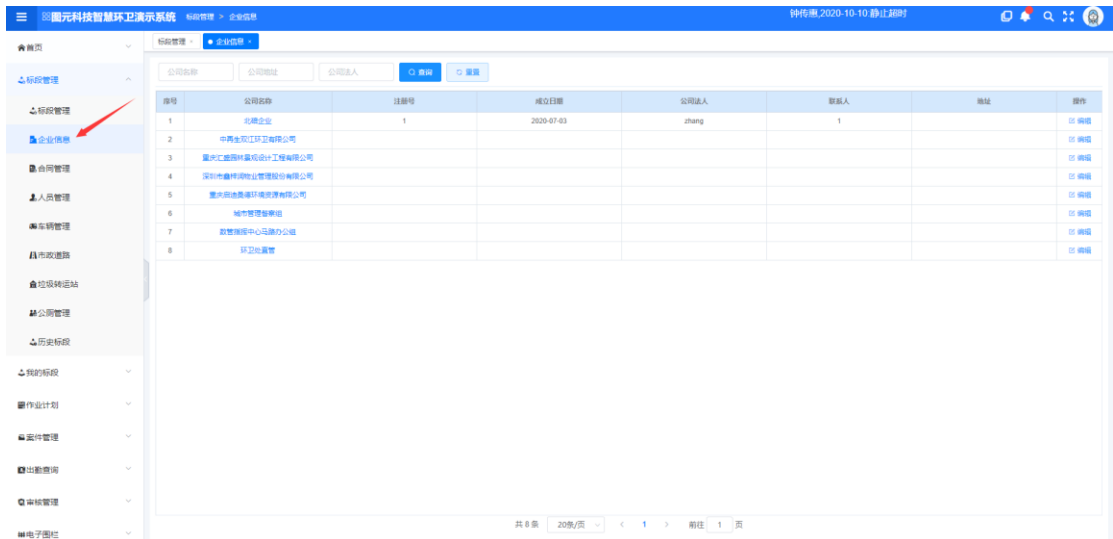 图元科技智慧环卫演示系统 标段管理 > 企业信息 钟传惠,2020-10-10 静止超时
首页
标段管理 × 企业信息 ×
标段管理
公司名称 公司地址 公司法人 查询 重置
序号 公司名称 注册号 成立日期 公司法人 联系人 地址 操作
标段管理
1 北碚企业 1 2020-07-03 zhang 1 编辑
企业信息
2 中再生双江环卫有限公司 编辑
3 重庆汇盛园林景观设计工程有限公司 编辑
合同管理
4 深圳市鑫梓润物业管理股份有限公司 编辑
人员管理
5 重庆启迪桑德环境资源有限公司 编辑
6 城市管理督察组 编辑
车辆管理
7 数管指挥中心马路办公组 编辑
8 环卫处直管 编辑
市政道路
垃圾转运站
公厕管理
历史标段
我的标段
作业计划
案件管理
出勤查询
审核管理
共 8 条 20条/页 < 1 > 前往 1 页
电子围栏